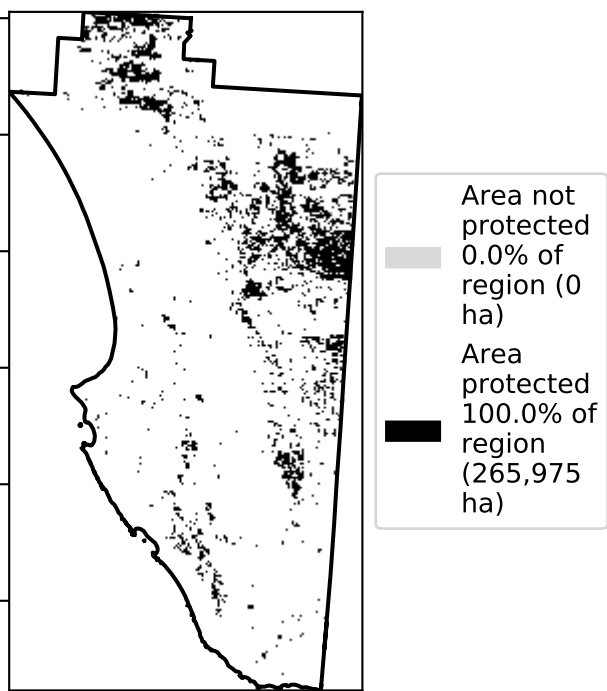 Area not
protected
0.0% of
region (0
ha)
Area
protected
100.0% of
region
(265,975
ha)